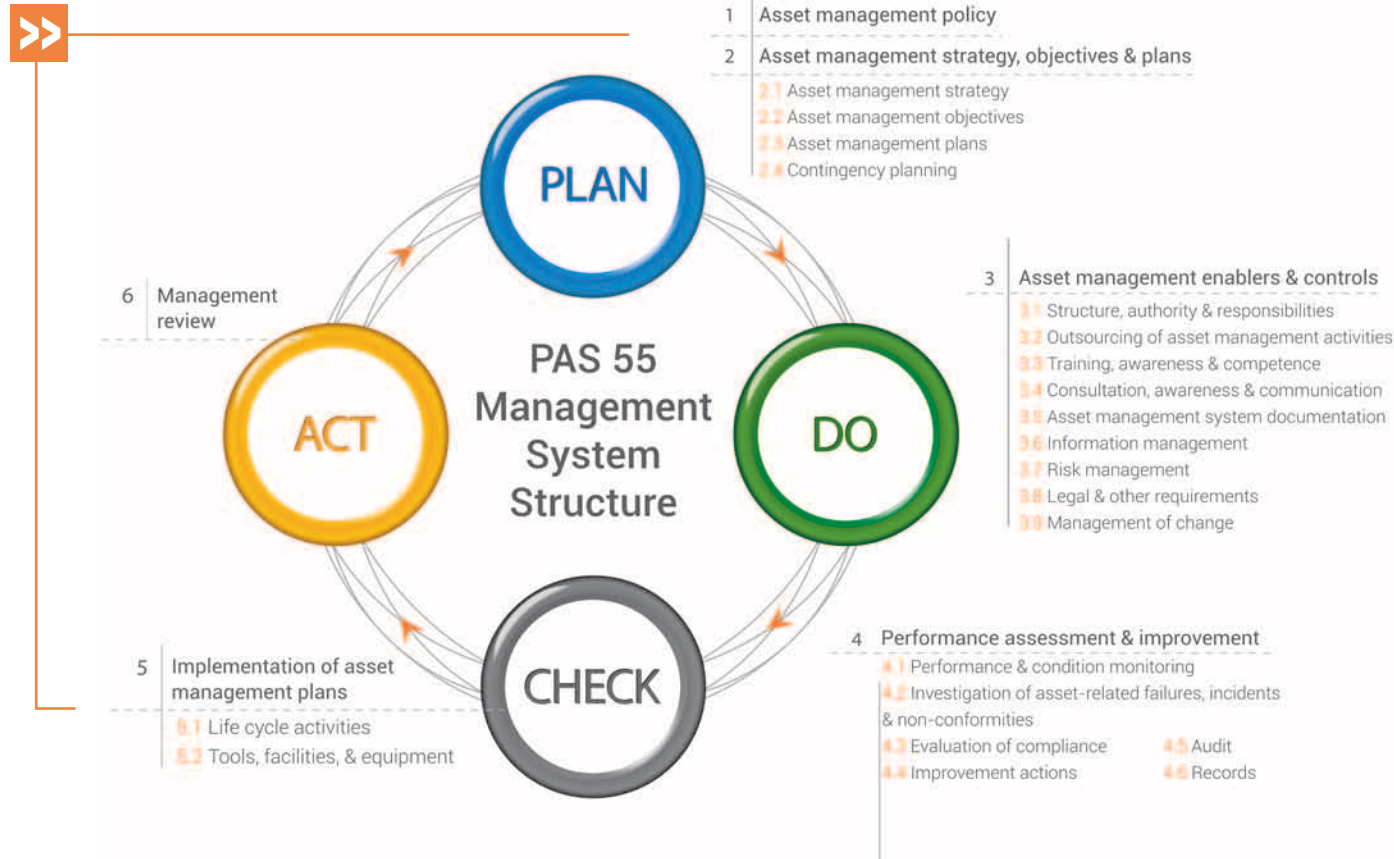 1 Asset management policy
2 Asset management strategy, objectives & plans
2.1 Asset management strategy
2.2 Asset management objectives
2.3 Asset management plans
2.4 Contingency planning
PLAN
3 Asset management enablers & controls
3.1 Structure, authority & responsibilities
3.2 Outsourcing of asset management activities
3.3 Training, awareness & competence
3.4 Consultation, awareness & communication
3.5 Asset management system documentation
3.6 Information management
3.7 Risk management
3.8 Legal & other requirements
3.9 Management of change
DO
6 Management
review
ACT
PAS 55
Management
System
Structure
4 Performance assessment & improvement
4.1 Performance & condition monitoring
4.2 Investigation of asset-related failures, incidents
& non-conformities
4.3 Evaluation of compliance 4.5 Audit
4.4 Improvement actions 4.6 Records
CHECK
5 Implementation of asset
management plans
5.1 Life cycle activities
5.2 Tools, facilities, & equipment